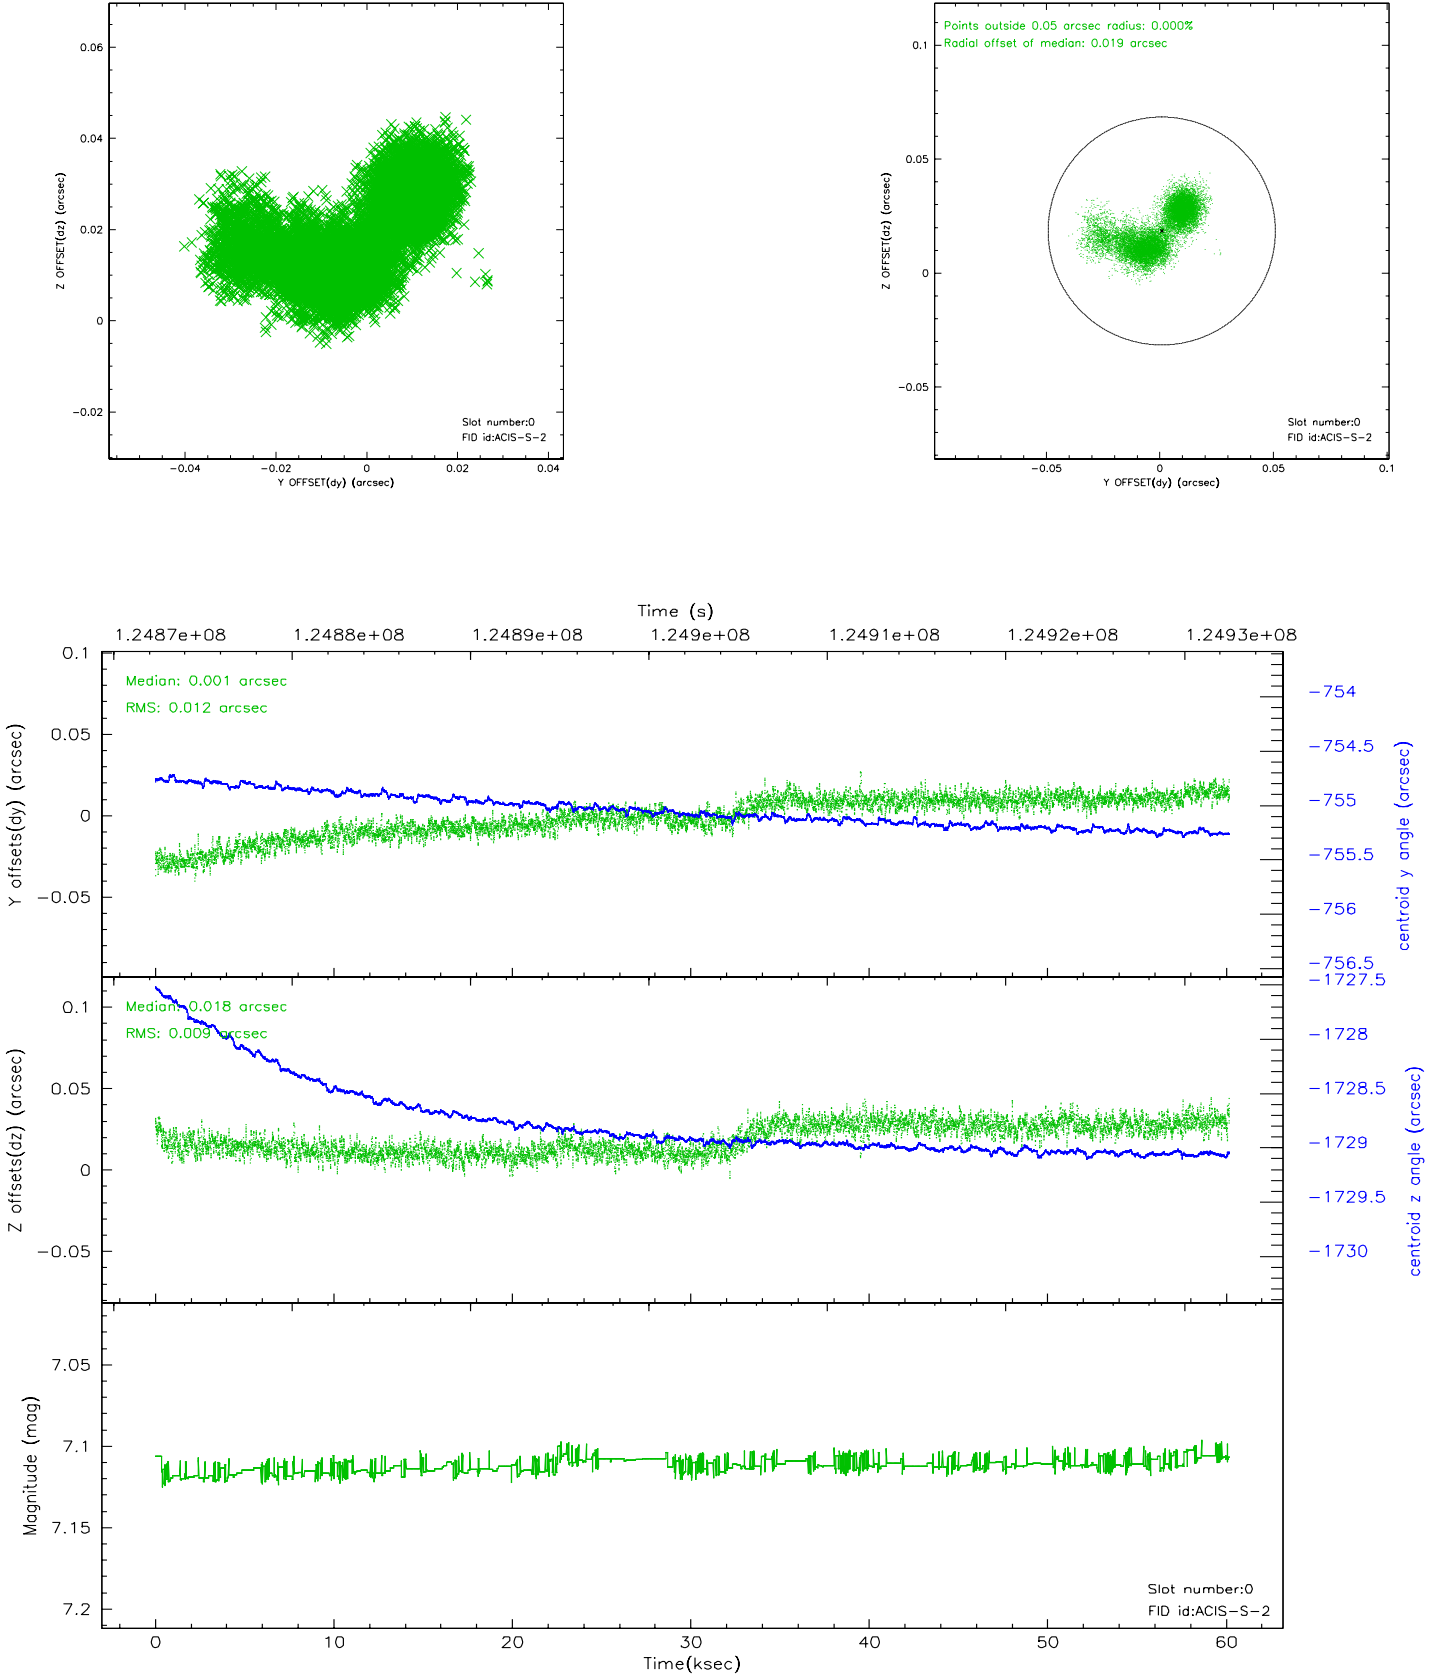 0.06
0.04
0.02
0
−0.02
Z OFFSET(dz) (arcsec)
Slot number:0
FID id:ACIS−S−2
−0.04 −0.02 0 0.02 0.04
Y OFFSET(dy) (arcsec)
Points outside 0.05 arcsec radius: 0.000%
Radial offset of median: 0.019 arcsec
0.1
0.05
0
−0.05
Z OFFSET(dz) (arcsec)
Slot number:0
FID id:ACIS−S−2
−0.05 0 0.05 0.1
Y OFFSET(dy) (arcsec)
Time (s)
1.2487e+08 1.2488e+08 1.2489e+08 1.249e+08 1.2491e+08 1.2492e+08 1.2493e+08
Median: 0.001 arcsec
RMS: 0.012 arcsec
0.1
0.05
0
−0.05
Y offsets(dy) (arcsec)
−754
−754.5
−755
−755.5
−756
−756.5
centroid y angle (arcsec)
Median: 0.018 arcsec
RMS: 0.009 arcsec
0.1
0.05
0
−0.05
Z offsets(dz) (arcsec)
−1727.5
−1728
−1728.5
−1729
−1729.5
−1730
centroid z angle (arcsec)
7.05
7.1
7.15
7.2
Magnitude (mag)
Slot number:0
FID id:ACIS−S−2
0 10 20 30 40 50 60
Time(ksec)